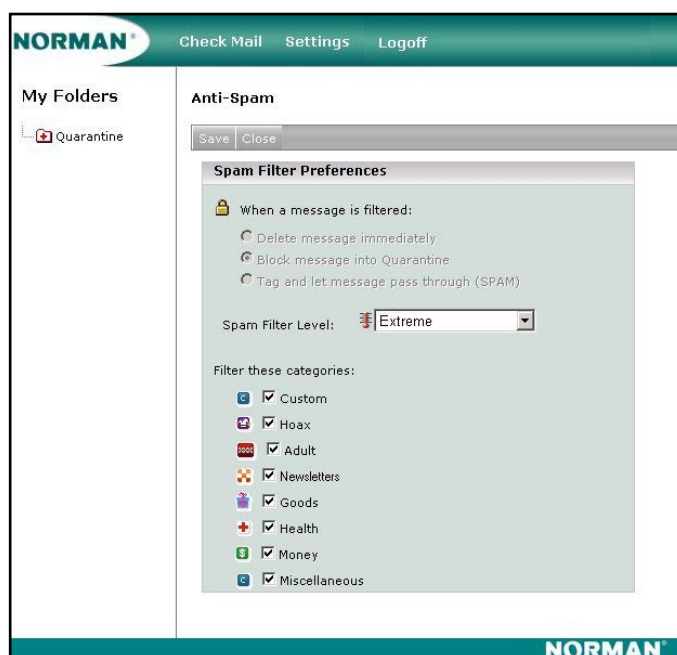 NORMAN®
Check Mail Settings Logoff
My Folders
Quarantine
Anti-Spam
Save Close
Spam Filter Preferences
When a message is filtered:
Delete message immediately
Block message into Quarantine
Tag and let message pass through (SPAM)
Spam Filter Level: Extreme
Filter these categories:
C Custom
Hoax
XXX Adult
Newsletters
Goods
Health
$ Money
C Miscellaneous
NORMAN®